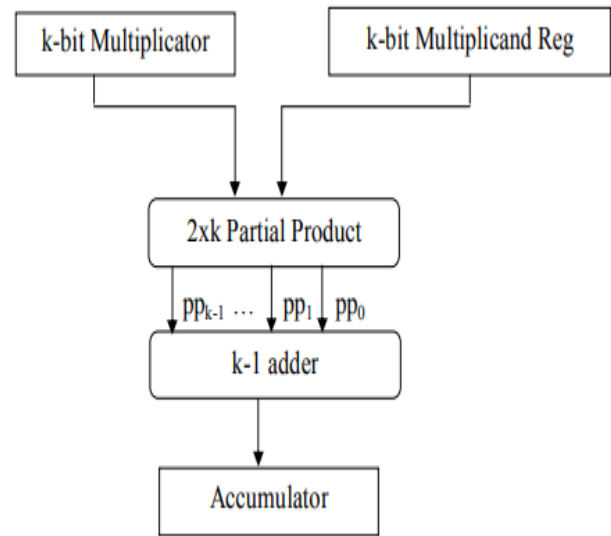 k-bit Multiplicator
k-bit Multiplicand Reg
2xk Partial Product
ppₖ₋₁ ... pp₁ pp₀
k-1 adder
Accumulator